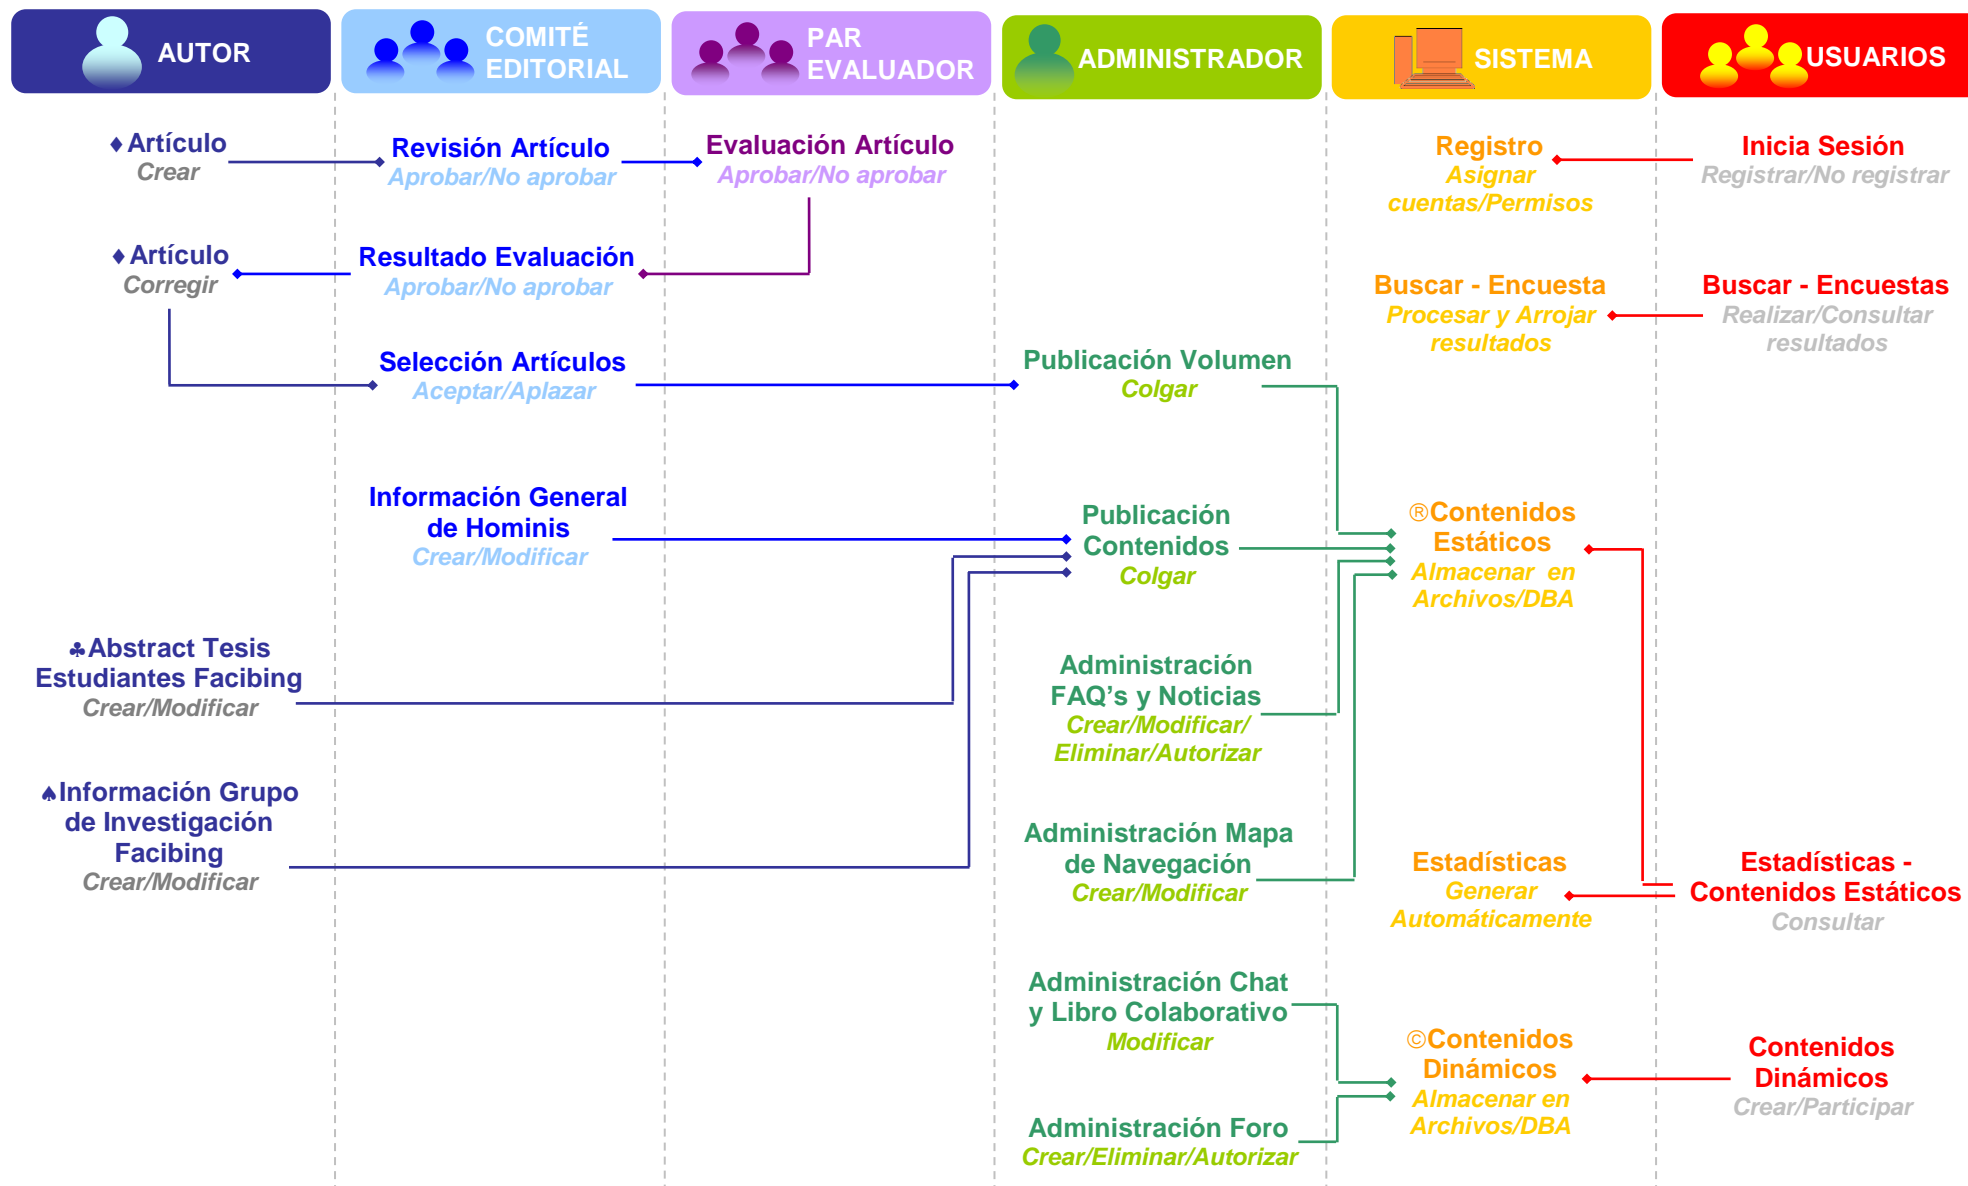 AUTOR
COMITÉ
EDITORIAL
PAR
EVALUADOR
ADMINISTRADOR
SISTEMA
USUARIOS
♦Artículo
Crear
Revisión Artículo
Aprobar/No aprobar
Evaluación Artículo
Aprobar/No aprobar
Registro
Asignar
cuentas/Permisos
Inicia Sesión
Registrar/No registrar
♦Artículo
Corregir
Resultado Evaluación
Aprobar/No aprobar
Buscar - Encuesta
Procesar y Arrojar
resultados
Buscar - Encuestas
Realizar/Consultar
resultados
Selección Artículos
Aceptar/Aplazar
Publicación Volumen
Colgar
Información General
de Hominis
Crear/Modificar
Publicación
Contenidos
Colgar
®Contenidos
Estáticos
Almacenar en
Archivos/DBA
♣Abstract Tesis
Estudiantes Facibing
Crear/Modificar
Administración
FAQ's y Noticias
Crear/Modificar/
Eliminar/Autorizar
♠Información Grupo
de Investigación
Facibing
Crear/Modificar
Administración Mapa
de Navegación
Crear/Modificar
Estadísticas
Generar
Automáticamente
Estadísticas -
Contenidos Estáticos
Consultar
Administración Chat
y Libro Colaborativo
Modificar
©Contenidos
Dinámicos
Almacenar en
Archivos/DBA
Contenidos
Dinámicos
Crear/Participar
Administración Foro
Crear/Eliminar/Autorizar